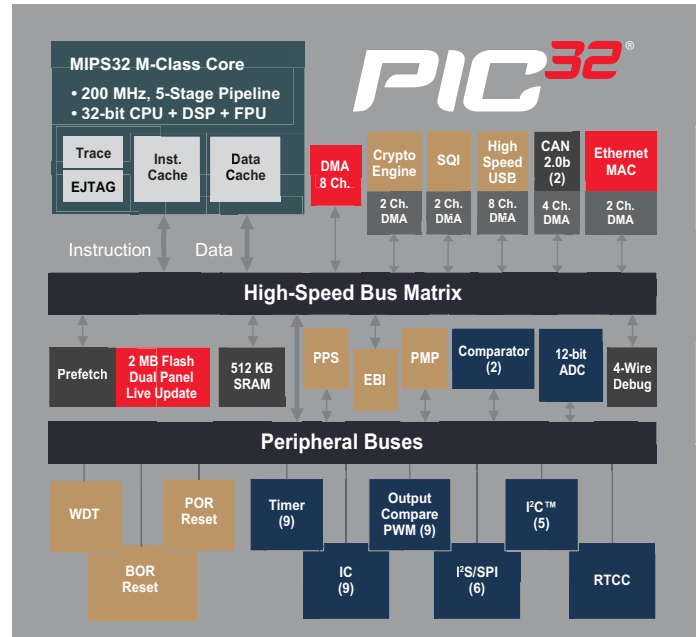 MIPS32 M-Class Core
• 200 MHz, 5-Stage Pipeline
• 32-bit CPU + DSP + FPU
Trace
EJTAG
Inst.
Cache
Data
Cache
PIC32®
DMA
8 Ch.
Crypto
Engine
2 Ch.
DMA
SQI
2 Ch.
DMA
High
Speed
USB
8 Ch.
DMA
CAN
2.0b
(2)
4 Ch.
DMA
Ethernet
MAC
2 Ch.
DMA
Instruction
Data
High-Speed Bus Matrix
Prefetch
2 MB Flash
Dual Panel
Live Update
512 KB
SRAM
PPS
EBI
PMP
Comparator
(2)
12-bit
ADC
4-Wire
Debug
Peripheral Buses
WDT
BOR
Reset
POR
Reset
Timer
(9)
IC
(9)
Output
Compare
PWM (9)
I²S/SPI
(6)
I²C™
(5)
RTCC